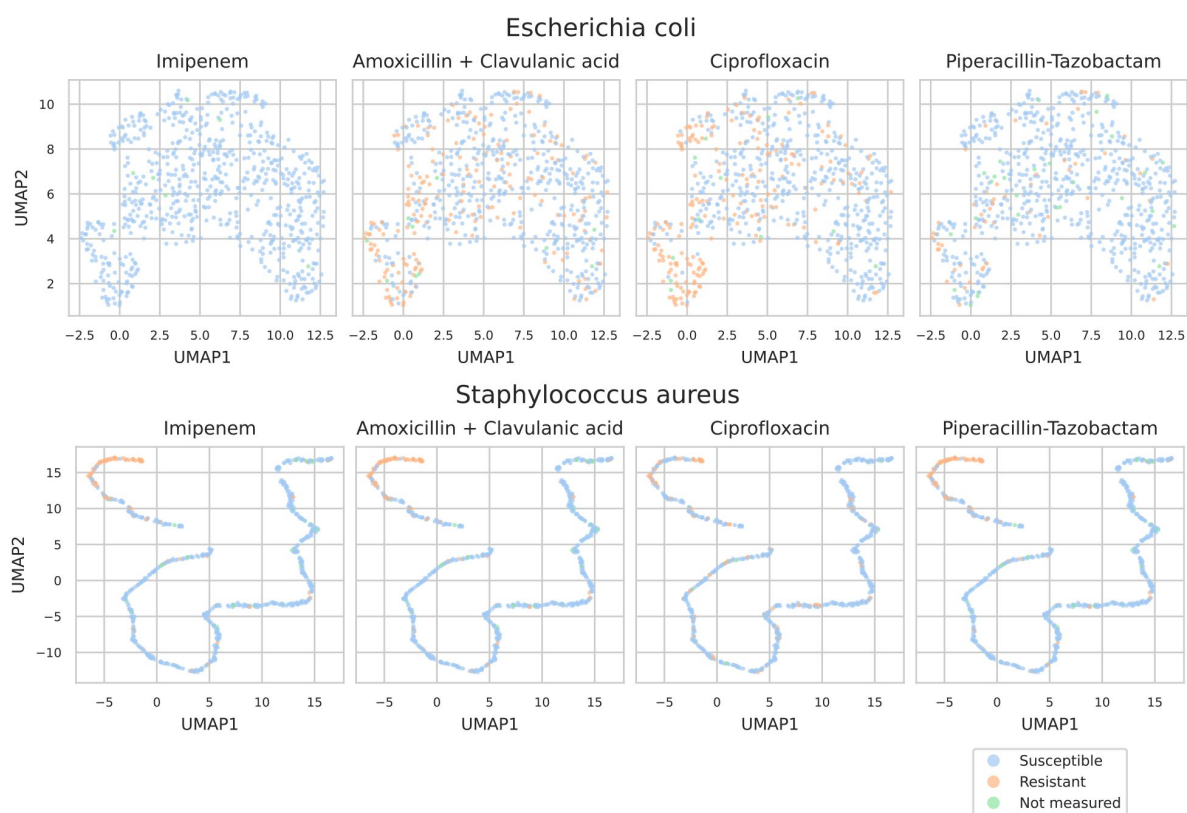 Escherichia coli
Imipenem Amoxicillin + Clavulanic acid Ciprofloxacin Piperacillin-Tazobactam
10
8
6
4
2
UMAP2
−2.5 0.0 2.5 5.0 7.5 10.0 12.5 −2.5 0.0 2.5 5.0 7.5 10.0 12.5 −2.5 0.0 2.5 5.0 7.5 10.0 12.5 −2.5 0.0 2.5 5.0 7.5 10.0 12.5
UMAP1 UMAP1 UMAP1 UMAP1
Staphylococcus aureus
Imipenem Amoxicillin + Clavulanic acid Ciprofloxacin Piperacillin-Tazobactam
15
10
5
0
−5
−10
UMAP2
−5 0 5 10 15 −5 0 5 10 15 −5 0 5 10 15 −5 0 5 10 15
UMAP1 UMAP1 UMAP1 UMAP1
Susceptible
Resistant
Not measured